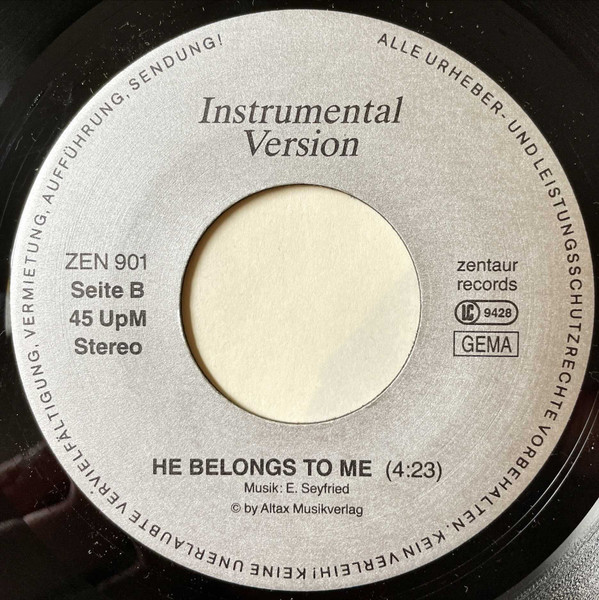 ALLE URHEBER- UND LEISTUNGSSCHUTZRECHTE VORBEHALTEN. KEIN VERLEIH! KEINE UNERLAUBTE VERVIELFÄLTIGUNG, VERMIETUNG, AUFFÜHRUNG, SENDUNG!
Instrumental
Version
ZEN 901
Seite B
45 UpM
Stereo
zentaur
records
LC 9428
GEMA
HE BELONGS TO ME (4:23)
Musik: E. Seyfried
© by Altax Musikverlag